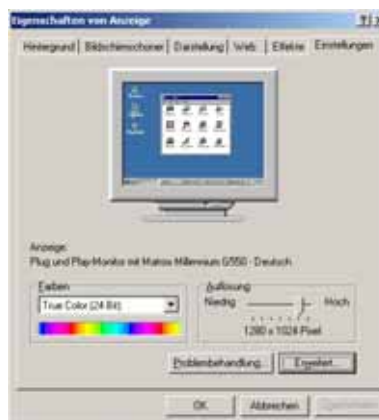 Eigenschaften von Anzeige
Hintergrund Bildschirmschoner Darstellung Web Effekte Einstellungen
Anzeige:
Plug und Play-Monitor mit Matrox Millennium G550 - Deutsch
Farben
True Color (24 Bit)
Auflösung
Niedrig Hoch
1280 x 1024 Pixel
Problembehandlung... Erweitert...
OK Abbrechen Übernehmen